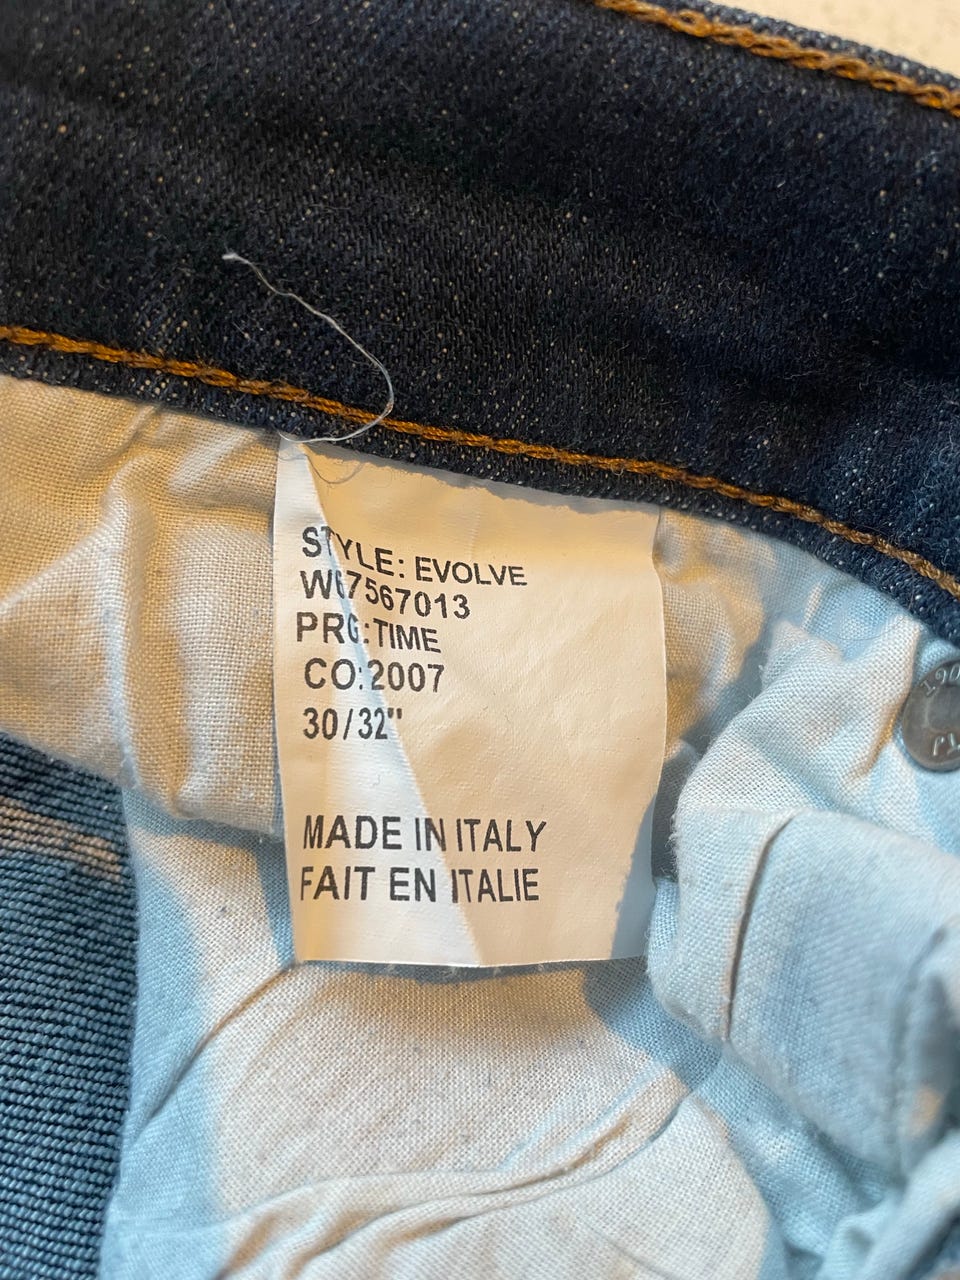 STYLE: EVOLVE
W67567013
PRG:TIME
CO:2007
30/32"
MADE IN ITALY
FAIT EN ITALIE